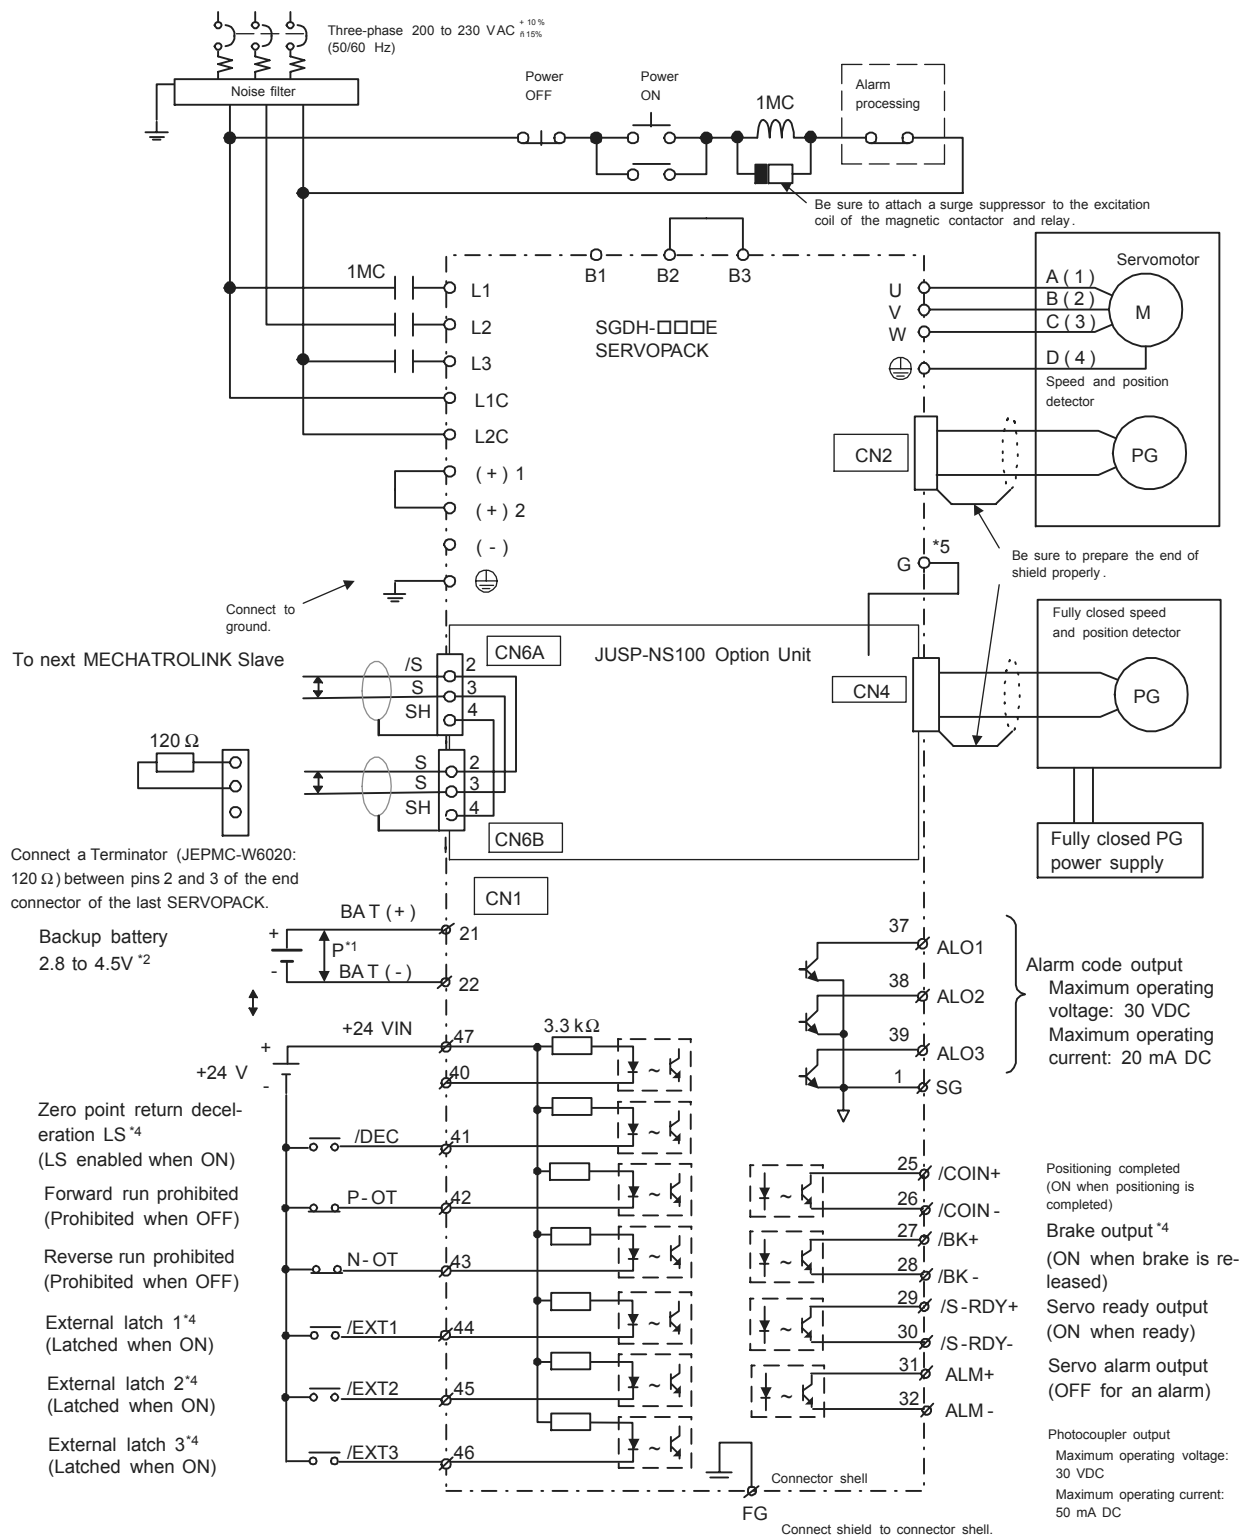 Three-phase 200 to 230 VAC + 10 % ñ 15%
(50/60 Hz)
Noise filter
Power
OFF
Power
ON
1MC
Alarm
processing
Be sure to attach a surge suppressor to the excitation
coil of the magnetic contactor and relay.
1MC
B1
B2
B3
L1
L2
L3
L1C
L2C
(+) 1
(+) 2
(-)
SGDH-□□□E
SERVOPACK
U
V
W
A (1)
B (2)
C (3)
D (4)
Servomotor
M
Speed and position
detector
CN2
PG
G
*5
Be sure to prepare the end of
shield properly.
Connect to
ground.
To next MECHATROLINK Slave
/S
S
SH
2
3
4
CN6A
JUSP-NS100 Option Unit
CN4
Fully closed speed
and position detector
PG
120 Ω
S
S
SH
2
3
4
CN6B
Fully closed PG
power supply
Connect a Terminator (JEPMC-W6020:
120 Ω) between pins 2 and 3 of the end
connector of the last SERVOPACK.
CN1
Backup battery
2.8 to 4.5V *2
+
-
BAT (+)
P*1
BAT (-)
21
22
37
ALO1
38
ALO2
39
ALO3
1
SG
Alarm code output
Maximum operating
voltage: 30 VDC
Maximum operating
current: 20 mA DC
+24 VIN
47
3.3 kΩ
+
+24 V
-
40
Zero point return decel-
eration LS*4
(LS enabled when ON)
/DEC
41
Forward run prohibited
(Prohibited when OFF)
P-OT
42
Reverse run prohibited
(Prohibited when OFF)
N-OT
43
External latch 1*4
(Latched when ON)
/EXT1
44
External latch 2*4
(Latched when ON)
/EXT2
45
External latch 3*4
(Latched when ON)
/EXT3
46
~
~
~
~
~
~
~
25
/COIN+
26
/COIN-
Positioning completed
(ON when positioning is
completed)
27
/BK+
28
/BK-
Brake output*4
(ON when brake is re-
leased)
29
/S-RDY+
30
/S-RDY-
Servo ready output
(ON when ready)
31
ALM+
32
ALM-
Servo alarm output
(OFF for an alarm)
~
~
~
~
Photocoupler output
Maximum operating voltage:
30 VDC
Maximum operating current:
50 mA DC
Connector shell
FG
Connect shield to connector shell.